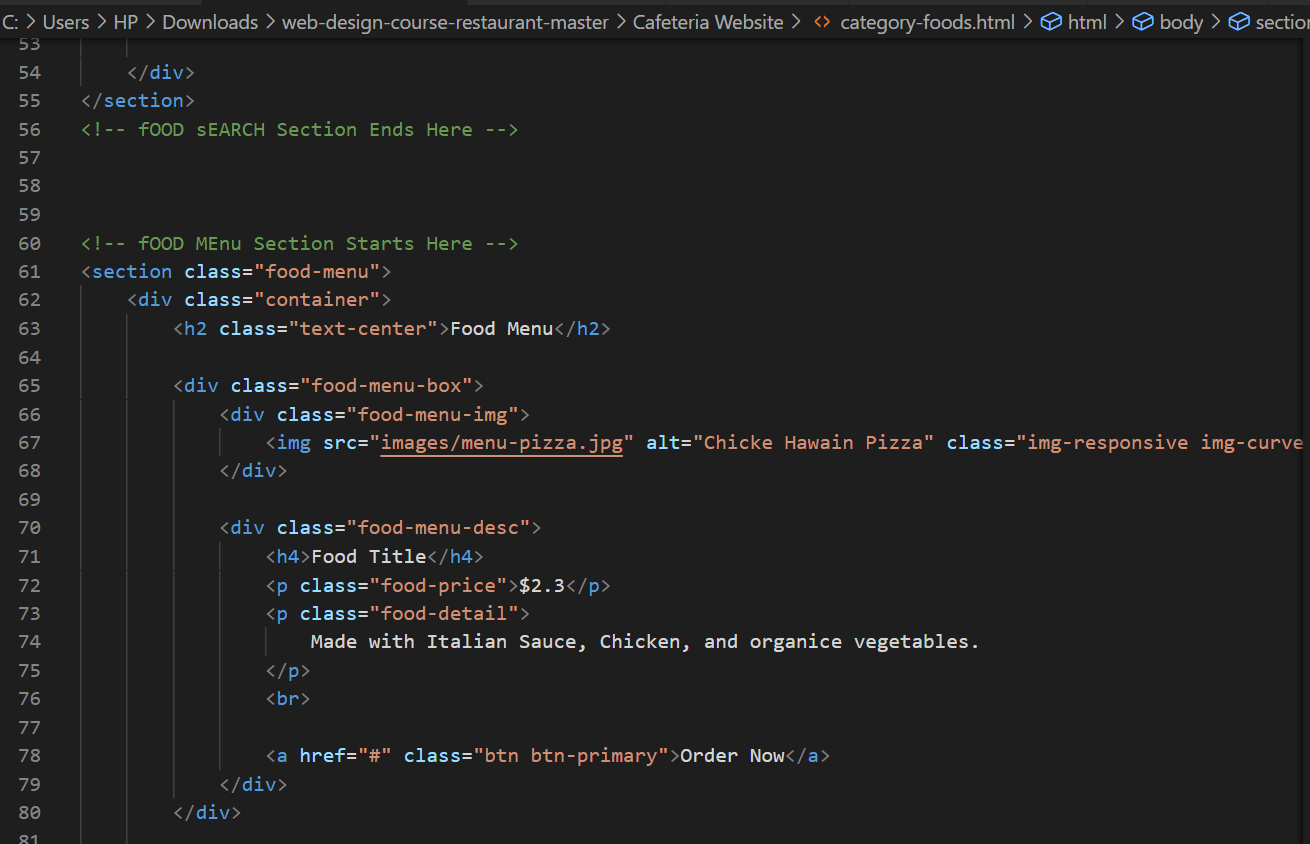 C: > Users > HP > Downloads > web-design-course-restaurant-master > Cafeteria Website > <> category-foods.html > html > body >
53
54 </div>
55 </section>
56 <!-- fOOD sEARCH Section Ends Here -->
57
58
59
60 <!-- fOOD MEnu Section Starts Here -->
61 <section class="food-menu">
62 <div class="container">
63 <h2 class="text-center">Food Menu</h2>
64
65 <div class="food-menu-box">
66 <div class="food-menu-img">
67 <img src="images/menu-pizza.jpg" alt="Chicke Hawain Pizza" class="img-responsive img-curve
68 </div>
69
70 <div class="food-menu-desc">
71 <h4>Food Title</h4>
72 <p class="food-price">$2.3</p>
73 <p class="food-detail">
74 Made with Italian Sauce, Chicken, and organice vegetables.
75 </p>
76 <br>
77
78 <a href="#" class="btn btn-primary">Order Now</a>
79 </div>
80 </div>
81